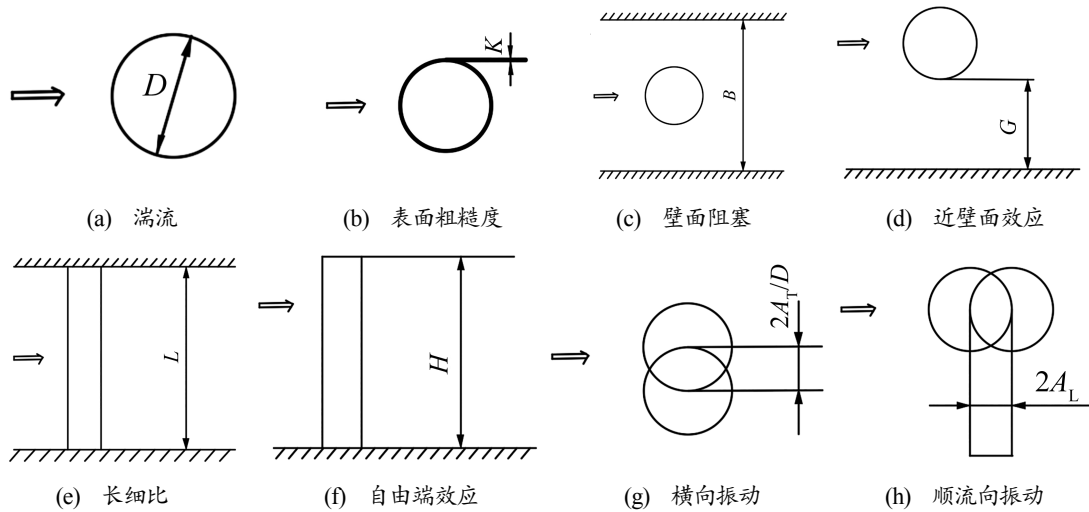 D
K
B
G
(a) 湍流
(b) 表面粗糙度
(c) 壁面阻塞
(d) 近壁面效应
L
H
2A_T/D
2A_L
(e) 长细比
(f) 自由端效应
(g) 横向振动
(h) 顺流向振动